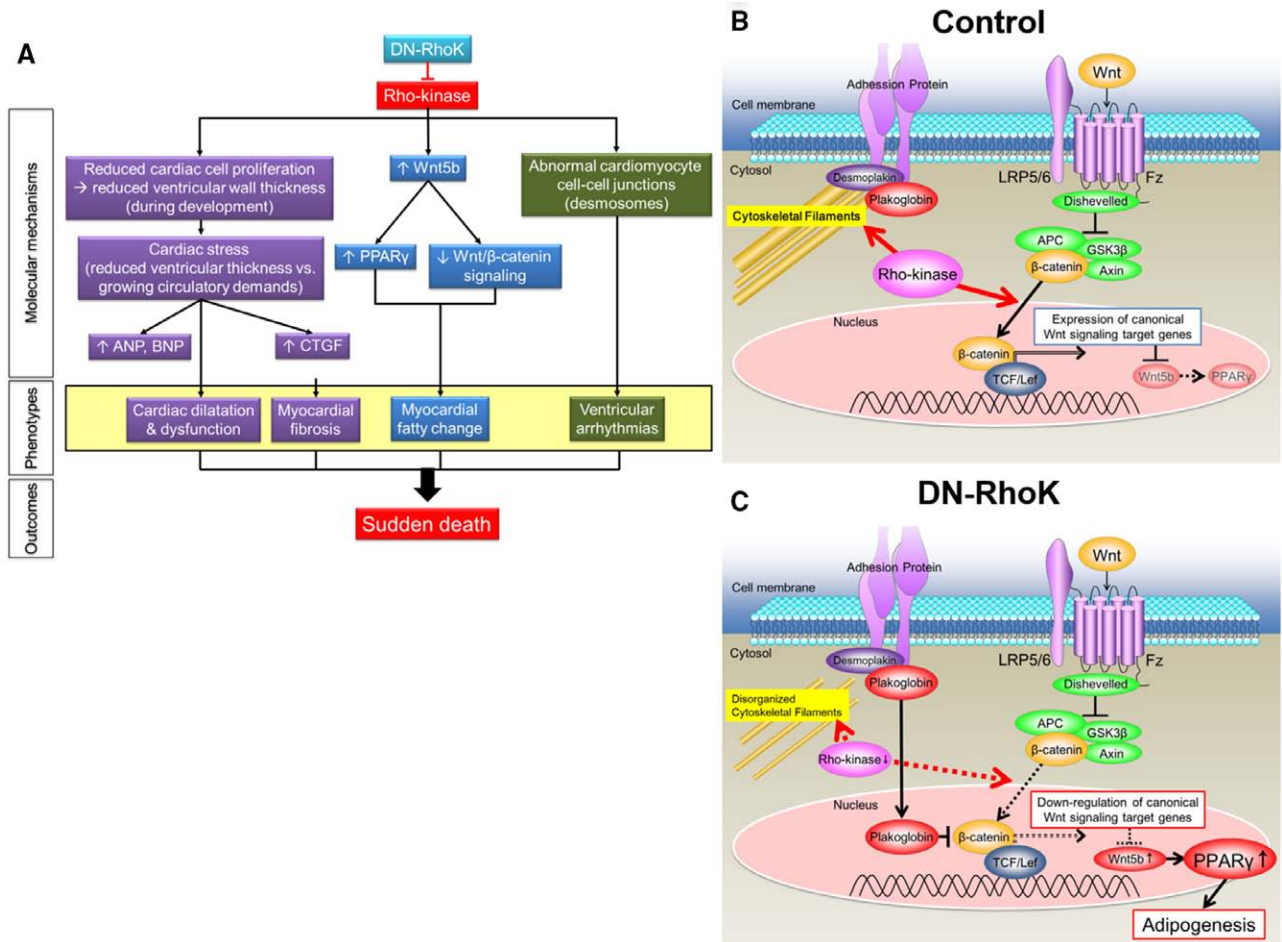 A
DN-RhoK
Rho-kinase
Molecular mechanisms
Reduced cardiac cell proliferation
→ reduced ventricular wall thickness
(during development)
↑ Wnt5b
Abnormal cardiomyocyte
cell-cell junctions
(desmosomes)
Cardiac stress
(reduced ventricular thickness vs.
growing circulatory demands)
↑ PPARγ
↓ Wnt/β-catenin
signaling
↑ ANP, BNP
↑ CTGF
Phenotypes
Cardiac dilatation
& dysfunction
Myocardial
fibrosis
Myocardial
fatty change
Ventricular
arrhythmias
Outcomes
Sudden death
B
Control
Adhession Protein
Wnt
Cell membrane
Cytosol
Desmoplakin
Plakoglobin
LRP5/6
Fz
Dishevelled
Cytoskeletal Filaments
APC
GSK3β
β-catenin
Axin
Rho-kinase
Nucleus
Expression of canonical
Wnt signaling target genes
β-catenin
TCF/Lef
Wnt5b
PPARγ
C
DN-RhoK
Adhesion Protein
Wnt
Cell membrane
Cytosol
Desmoplakin
Plakoglobin
LRP5/6
Fz
Dishevelled
Disorganized
Cytoskeletal Filaments
APC
GSK3β
β-catenin
Axin
Rho-kinase↓
Nucleus
Down-regulation of canonical
Wnt signaling target genes
Plakoglobin
β-catenin
TCF/Lef
Wnt5b↑
PPARγ↑
Adipogenesis